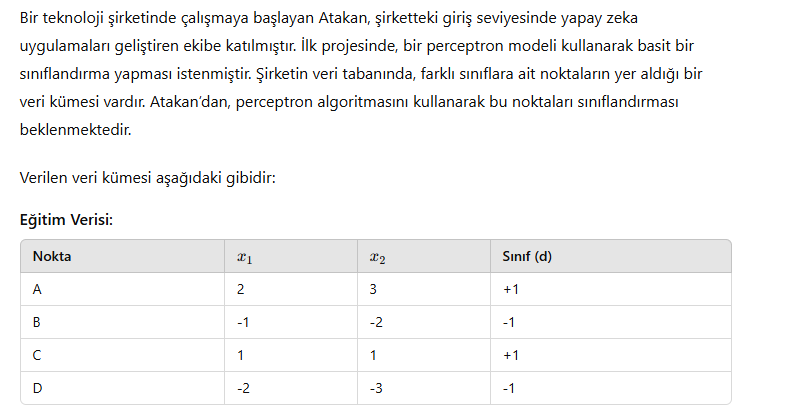 Bir teknoloji şirketinde çalışmaya başlayan Atakan, şirketteki giriş seviyesinde yapay zeka
uygulamaları geliştiren ekibe katılmıştır. İlk projesinde, bir perceptron modeli kullanarak basit bir
sınıflandırma yapması istenmiştir. Şirketin veri tabanında, farklı sınıflara ait noktaların yer aldığı bir
veri kümesi vardır. Atakan’dan, perceptron algoritmasını kullanarak bu noktaları sınıflandırması
beklenmektedir.
Verilen veri kümesi aşağıdaki gibidir:
Eğitim Verisi:
Nokta x₁ x₂ Sınıf (d)
A 2 3 +1
B -1 -2 -1
C 1 1 +1
D -2 -3 -1